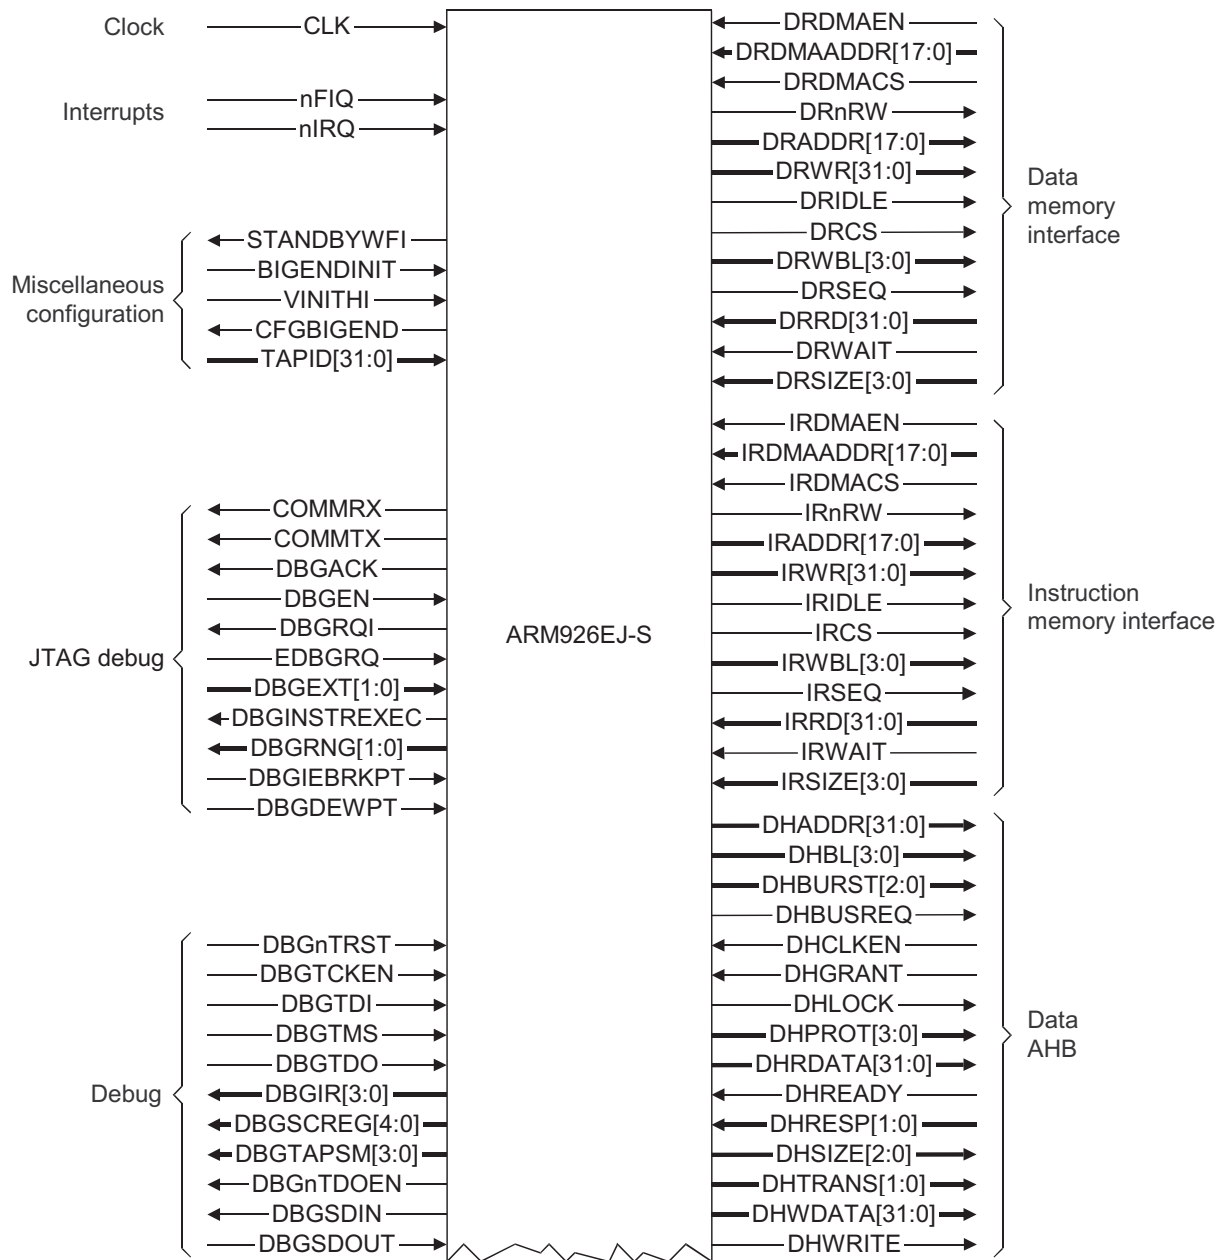 Clock
CLK
Interrupts
nFIQ
nIRQ
Miscellaneous
configuration
STANDBYWFI
BIGENDINIT
VINITHI
CFGBIGEND
TAPID[31:0]
JTAG debug
COMMRX
COMMTX
DBGACK
DBGEN
DBGRQI
EDBGRQ
DBGEXT[1:0]
DBGINSTREXEC
DBGRNG[1:0]
DBGIEBRKPT
DBGDEWPT
Debug
DBGnTRST
DBGTCKEN
DBGTDI
DBGTMS
DBGTDO
DBGIR[3:0]
DBGSCREG[4:0]
DBGTAPSM[3:0]
DBGnTDOEN
DBGSDIN
DBGSDOUT
ARM926EJ-S
DRDMAEN
DRDMAADDR[17:0]
DRDMACS
DRnRW
DRADDR[17:0]
DRWR[31:0]
DRIDLE
DRCS
DRWBL[3:0]
DRSEQ
DRRD[31:0]
DRWAIT
DRSIZE[3:0]
Data
memory
interface
IRDMAEN
IRDMAADDR[17:0]
IRDMACS
IRnRW
IRADDR[17:0]
IRWR[31:0]
IRIDLE
IRCS
IRWBL[3:0]
IRSEQ
IRRD[31:0]
IRWAIT
IRSIZE[3:0]
Instruction
memory interface
DHADDR[31:0]
DHBL[3:0]
DHBURST[2:0]
DHBUSREQ
DHCLKEN
DHGRANT
DHLOCK
DHPROT[3:0]
DHRDATA[31:0]
DHREADY
DHRESP[1:0]
DHSIZE[2:0]
DHTRANS[1:0]
DHWDATA[31:0]
DHWRITE
Data
AHB